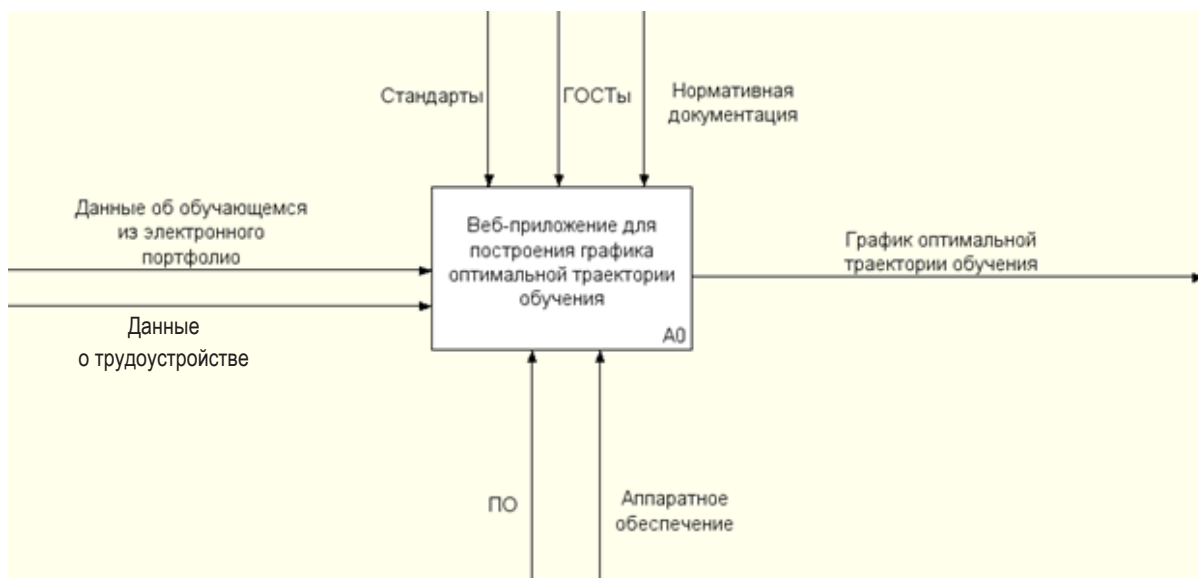 Стандарты
ГОСТы
Нормативная
документация
Данные об обучающемся
из электронного
портфолио
Веб-приложение для
построения графика
оптимальной траектории
обучения
A0
График оптимальной
траектории обучения
Данные
о трудоустройстве
ПО
Аппаратное
обеспечение